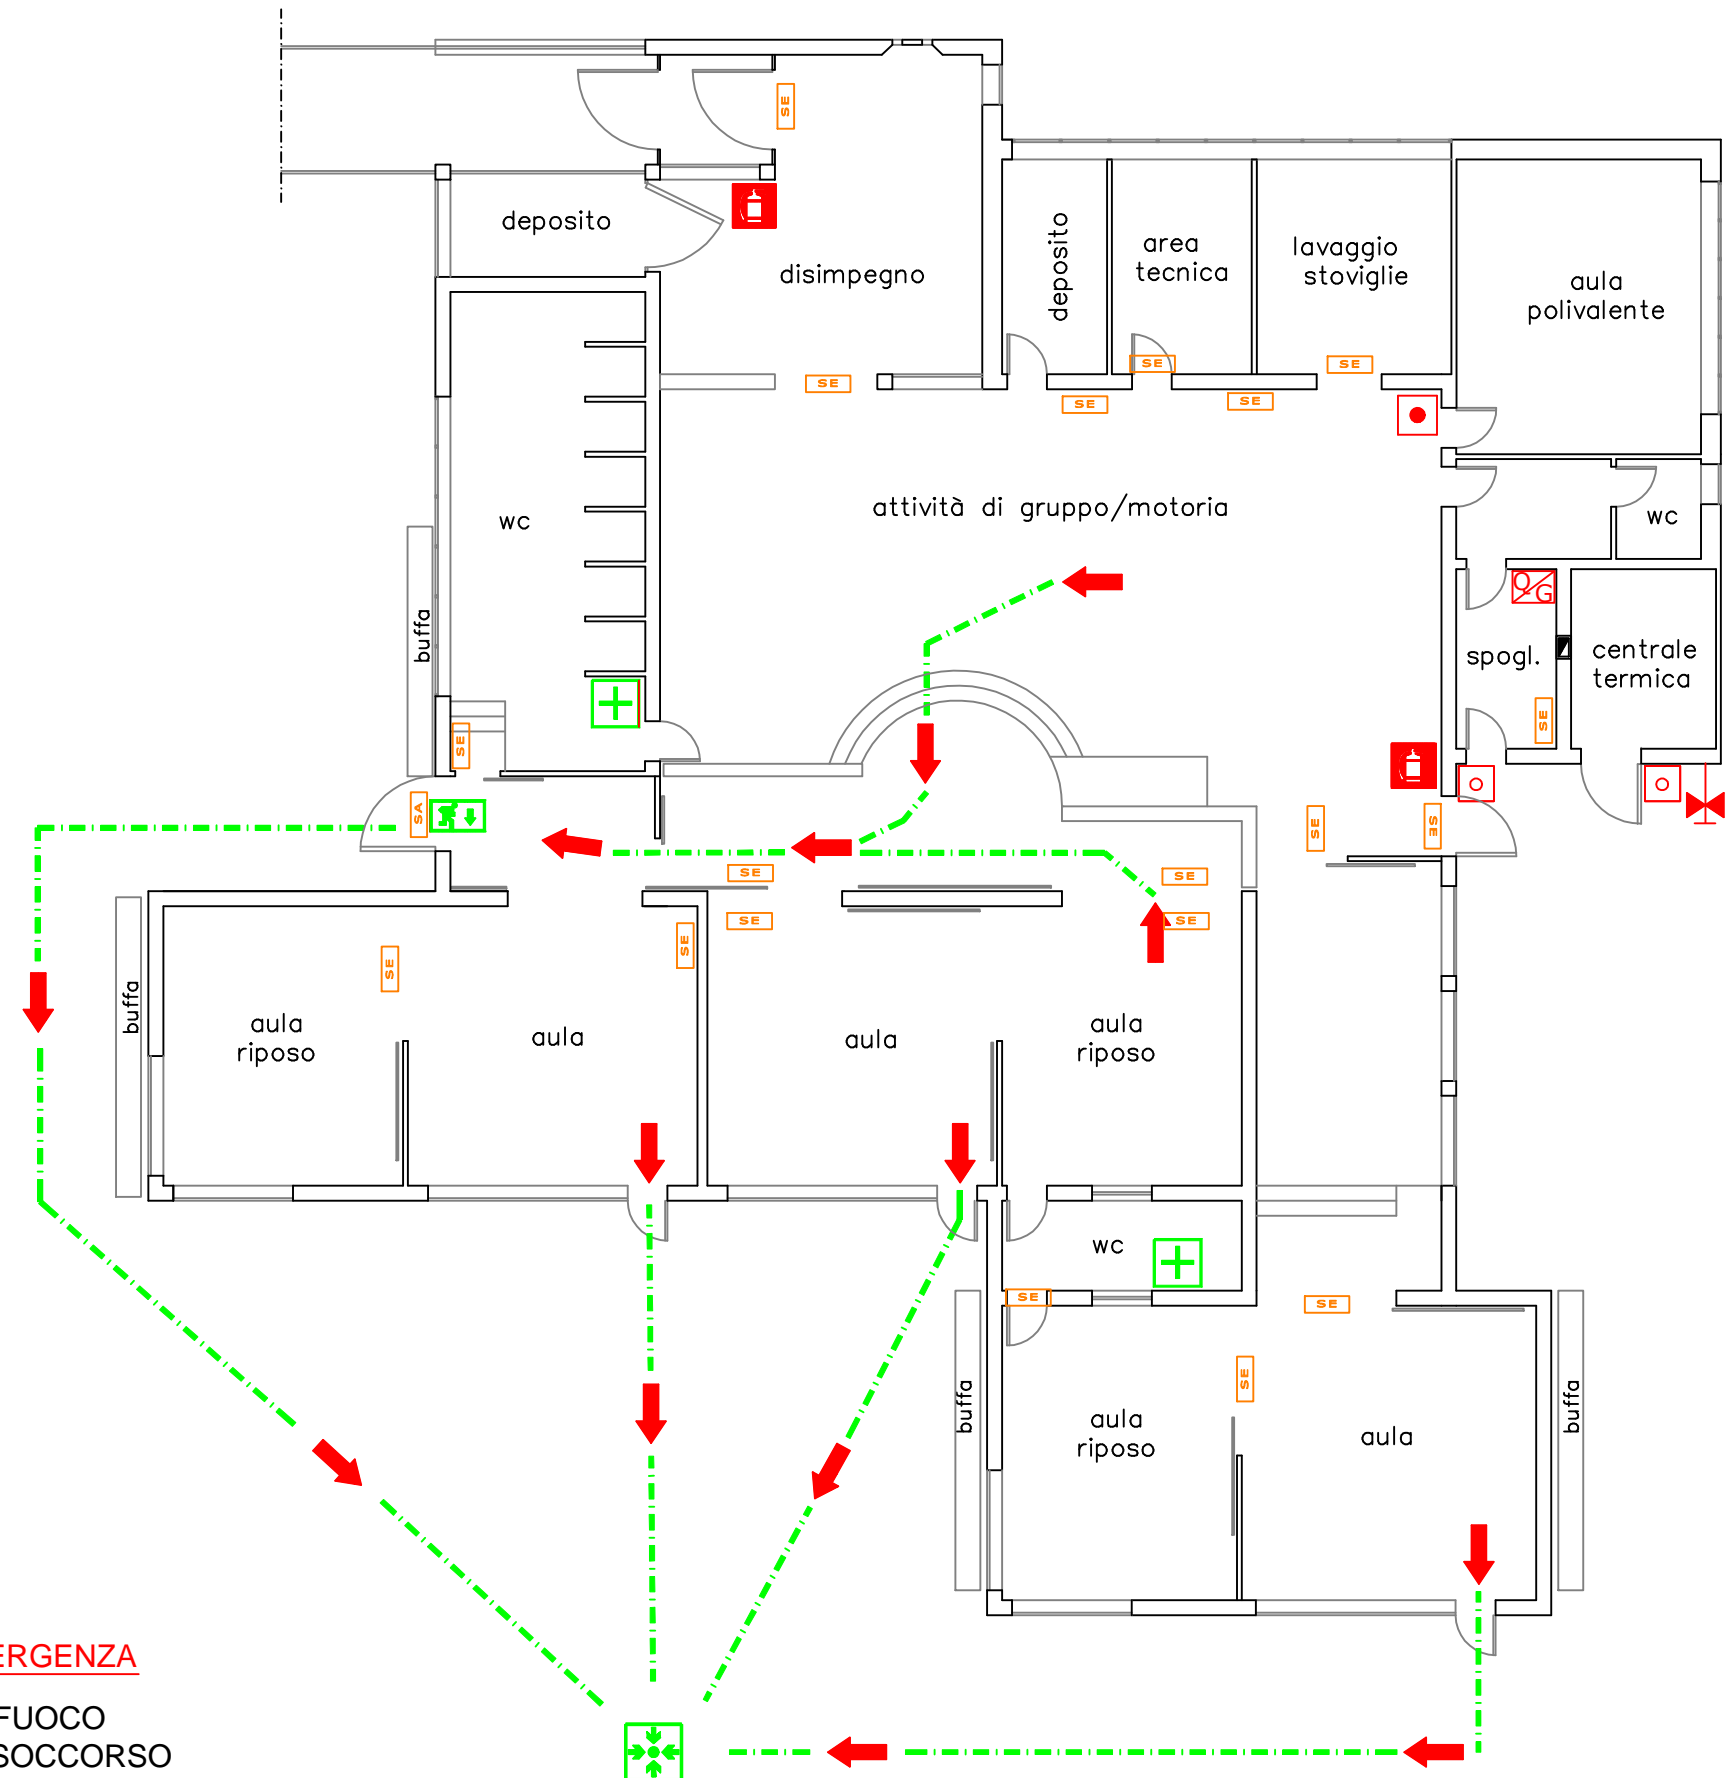 SE
deposito
disimpegno
deposito
area
tecnica
lavaggio
stoviglie
aula
polivalente
SE
SE
SE
SE
SE
attività di gruppo/motoria
wc
wc
buffa
Q
G
spogl.
centrale
termica
SE
SE
SA
SE
SE
SE
SE
SE
SE
SE
SE
buffa
aula
riposo
aula
aula
aula
riposo
wc
SE
SE
SE
buffa
aula
riposo
aula
buffa
ERGENZA
FUOCO
SOCCORSO